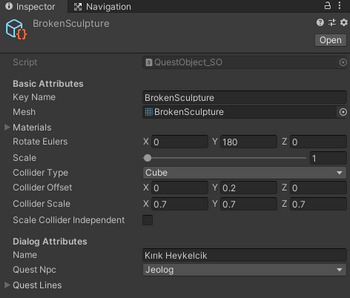 Inspector Navigation
BrokenSculpture
Open
Script QuestObject_SO
Basic Attributes
Key Name BrokenSculpture
Mesh BrokenSculpture
Materials
Rotate Eulers X 0 Y 180 Z 0
Scale 1
Collider Type Cube
Collider Offset X 0 Y 0.2 Z 0
Collider Scale X 0.7 Y 0.7 Z 0.7
Scale Collider Independent
Dialog Attributes
Name Kırık Heykelcik
Quest Npc Jeolog
Quest Lines